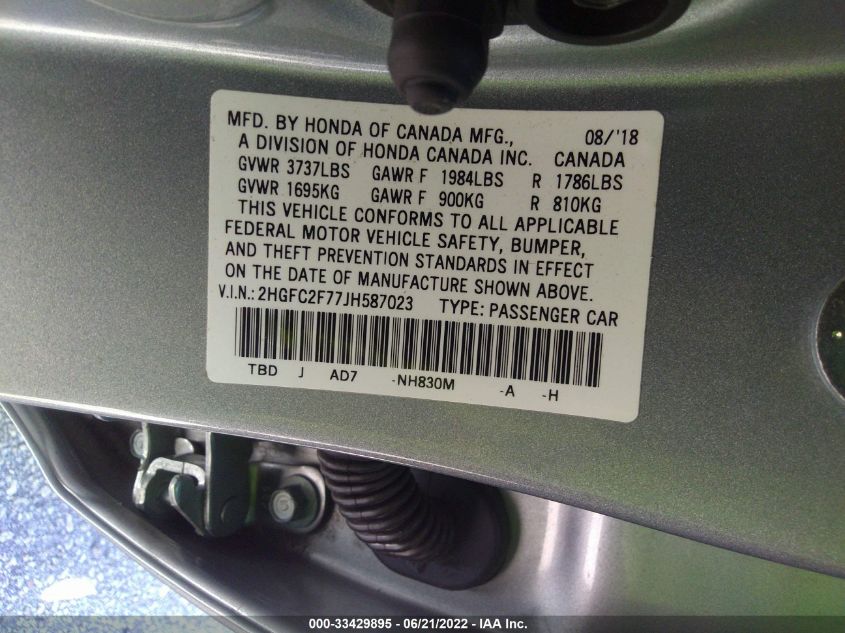 MFD. BY HONDA OF CANADA MFG., 08/'18
A DIVISION OF HONDA CANADA INC. CANADA
GVWR 3737LBS GAWR F 1984LBS R 1786LBS
GVWR 1695KG GAWR F 900KG R 810KG
THIS VEHICLE CONFORMS TO ALL APPLICABLE
FEDERAL MOTOR VEHICLE SAFETY, BUMPER,
AND THEFT PREVENTION STANDARDS IN EFFECT
ON THE DATE OF MANUFACTURE SHOWN ABOVE.
V.I.N.: 2HGFC2F77JH587023 TYPE: PASSENGER CAR
TBD J AD7 -NH830M -A -H
000-33429895 - 06/21/2022 - IAA Inc.